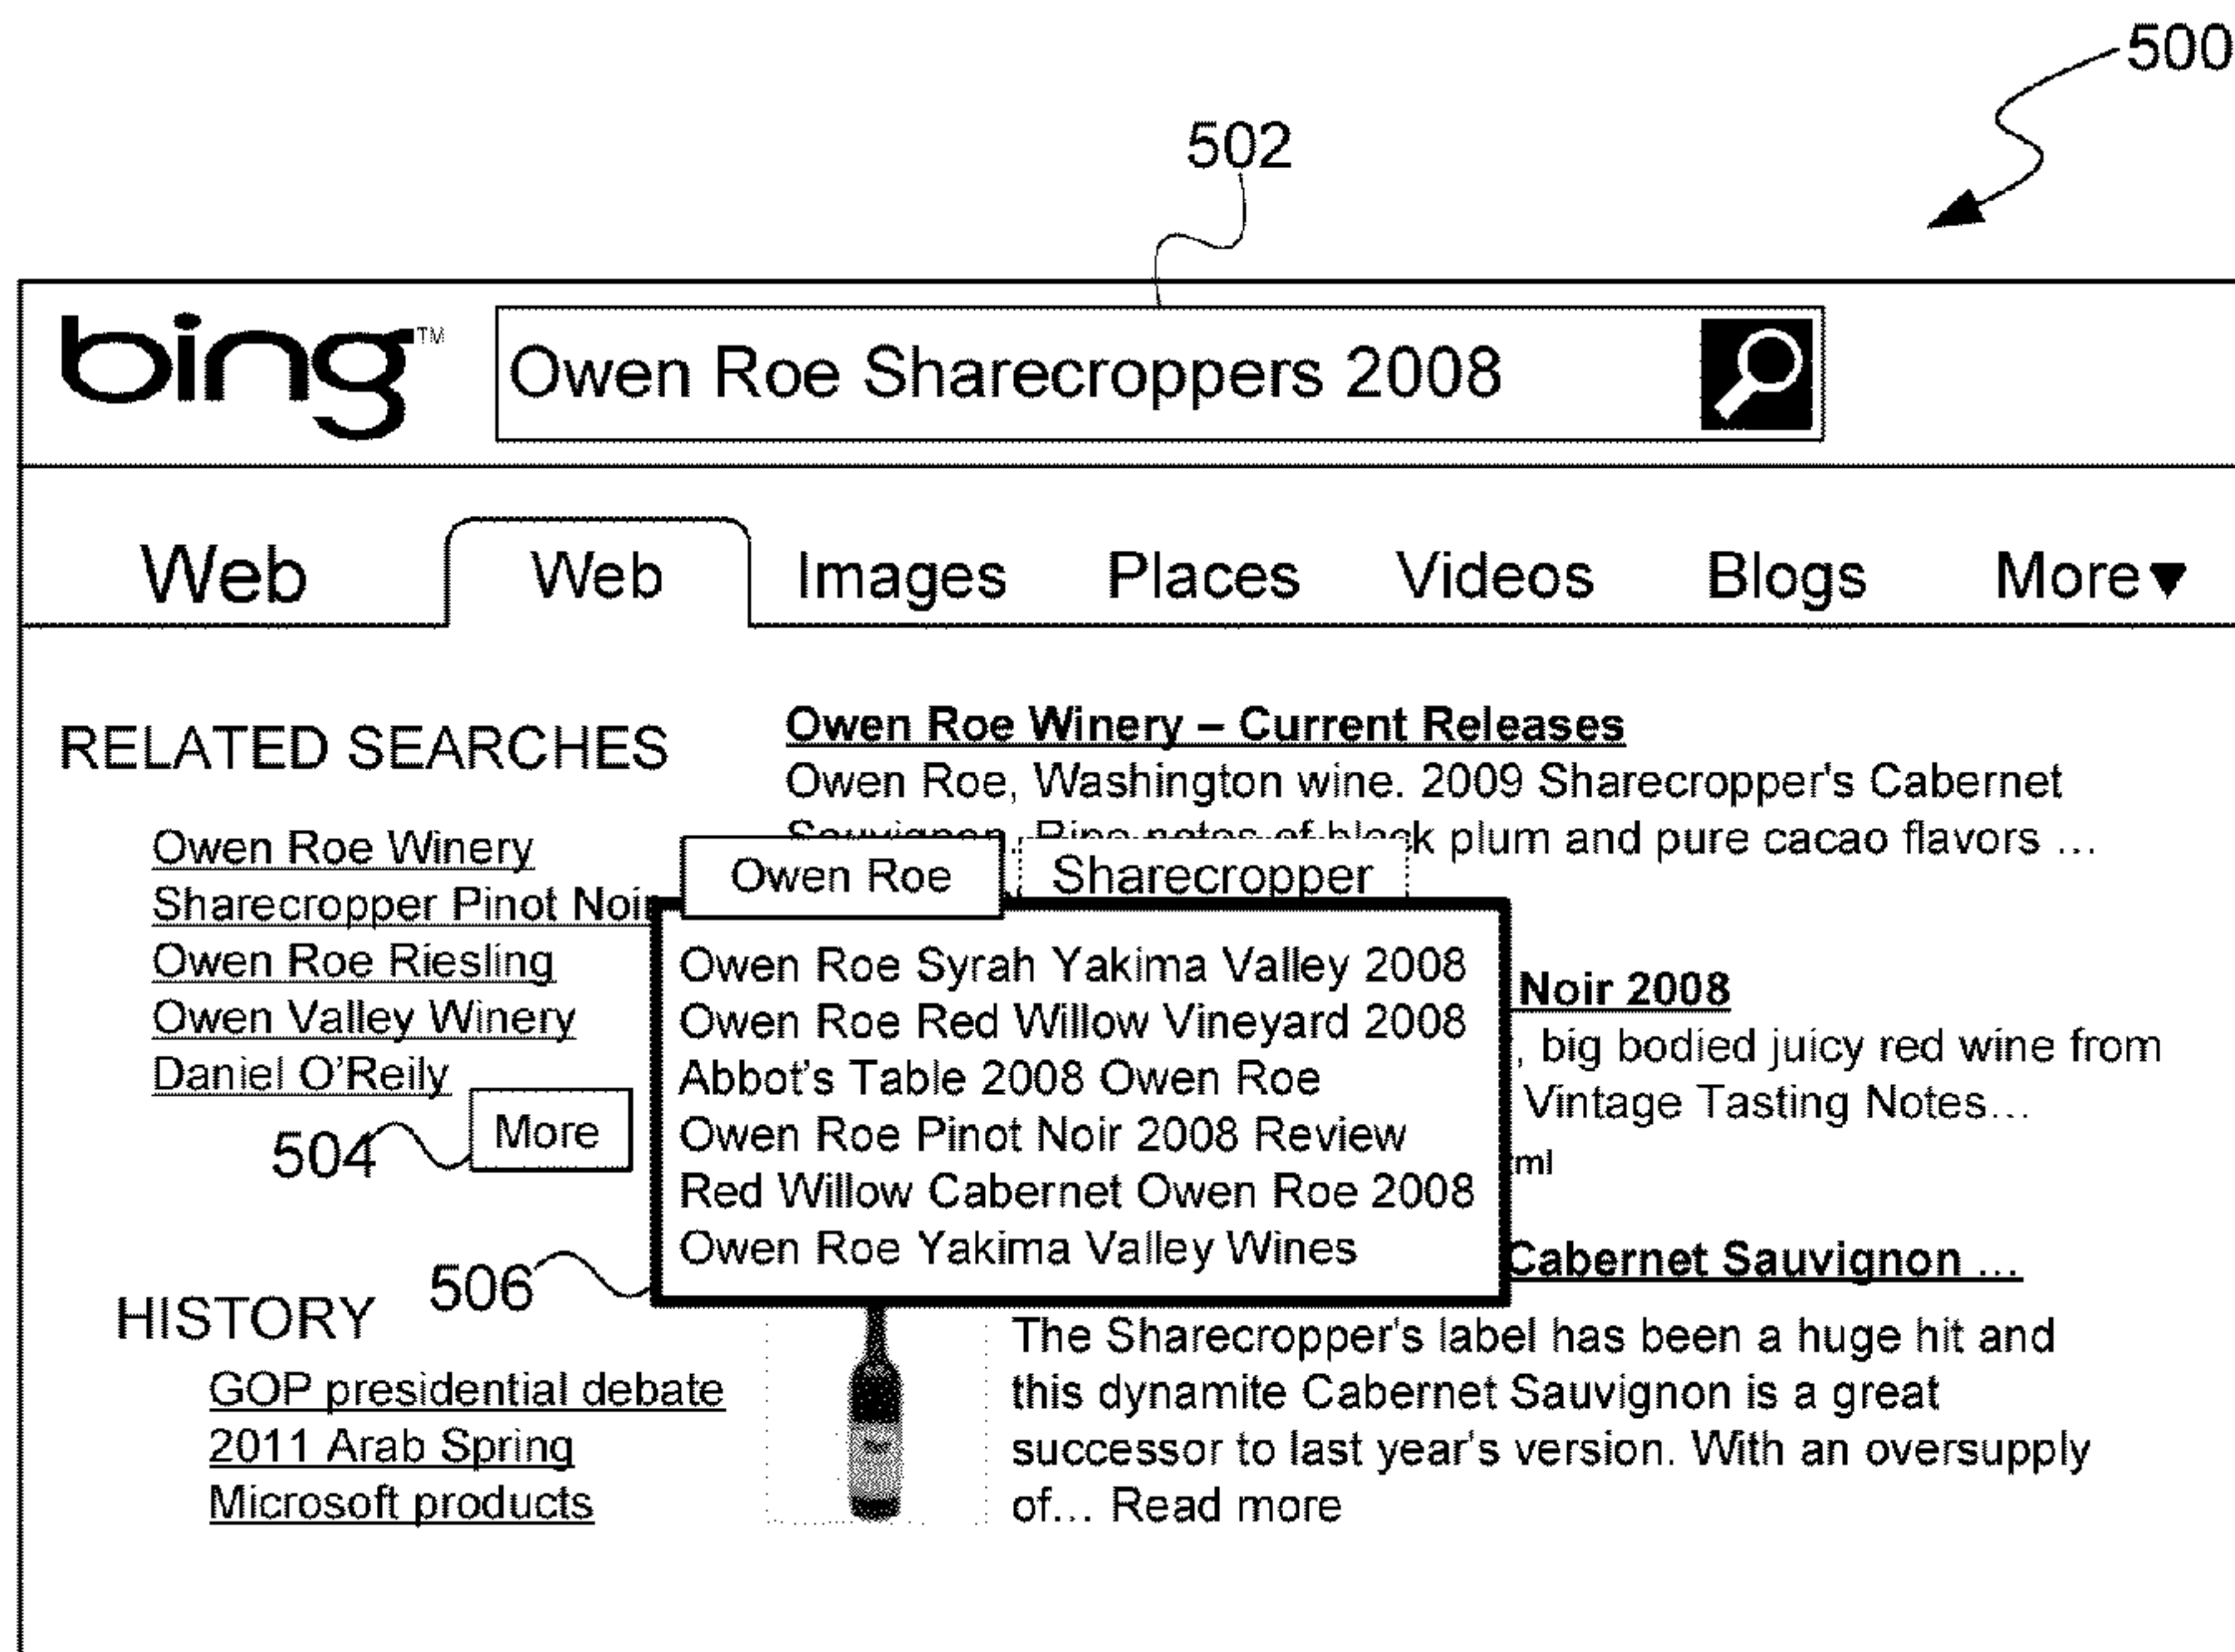 500
502
bing™
Owen Roe Sharecroppers 2008
Web Web Images Places Videos Blogs More▼
RELATED SEARCHES
Owen Roe Winery
Sharecropper Pinot Noir
Owen Roe Riesling
Owen Valley Winery
Daniel O'Reily
504
More
506
HISTORY
GOP presidential debate
2011 Arab Spring
Microsoft products
Owen Roe Winery – Current Releases
Owen Roe, Washington wine. 2009 Sharecropper's Cabernet
Sauvignon. Ripe notes of black plum and pure cacao flavors ...
Owen Roe Sharecropper
Owen Roe Syrah Yakima Valley 2008
Owen Roe Red Willow Vineyard 2008
Abbot's Table 2008 Owen Roe
Owen Roe Pinot Noir 2008 Review
Red Willow Cabernet Owen Roe 2008
Owen Roe Yakima Valley Wines
Noir 2008
, big bodied juicy red wine from
Vintage Tasting Notes...
ml
Cabernet Sauvignon ...
The Sharecropper's label has been a huge hit and
this dynamite Cabernet Sauvignon is a great
successor to last year's version. With an oversupply
of... Read more